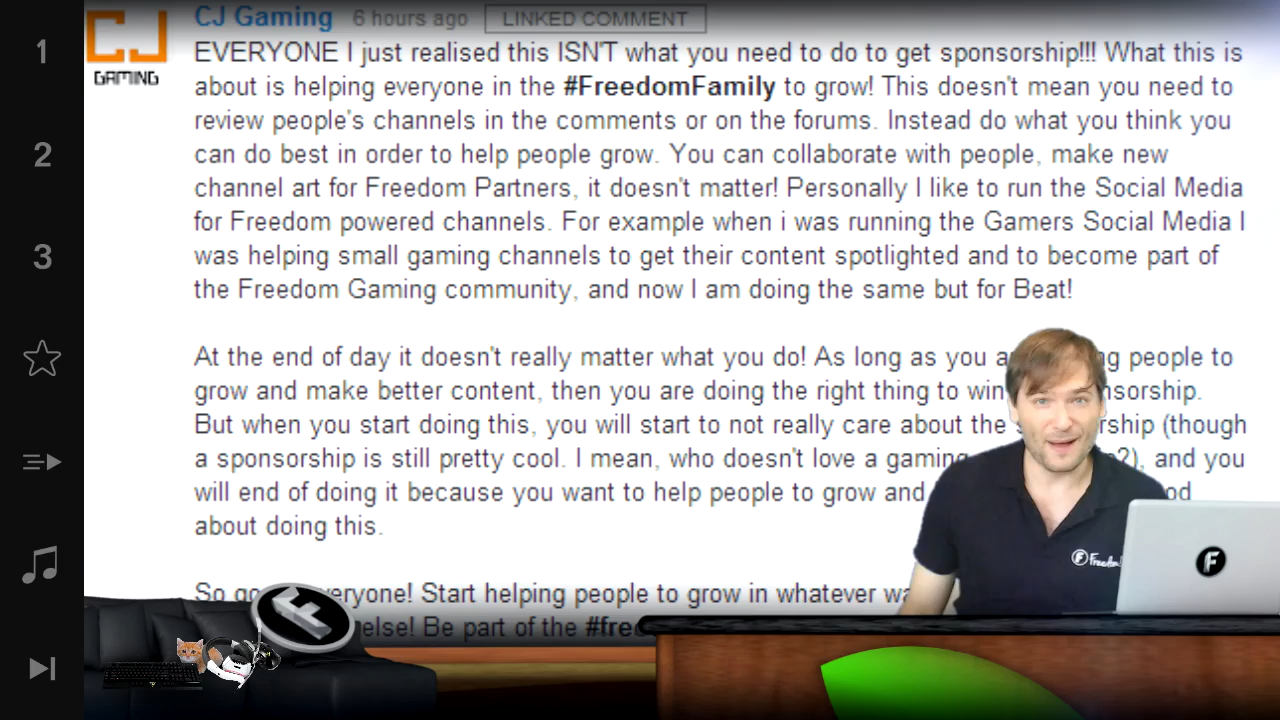 CJ Gaming 6 hours ago LINKED COMMENT
CJ
GAMING
EVERYONE I just realised this ISN'T what you need to do to get sponsorship!!! What this is
about is helping everyone in the #FreedomFamily to grow! This doesn't mean you need to
review people's channels in the comments or on the forums. Instead do what you think you
can do best in order to help people grow. You can collaborate with people, make new
channel art for Freedom Partners, it doesn't matter! Personally I like to run the Social Media
for Freedom powered channels. For example when i was running the Gamers Social Media I
was helping small gaming channels to get their content spotlighted and to become part of
the Freedom Gaming community, and now I am doing the same but for Beat!
At the end of day it doesn't really matter what you do! As long as you people to
grow and make better content, then you are doing the right thing to win
But when you start doing this, you will start to not really care about the (though
a sponsorship is still pretty cool. I mean, who doesn't love a gaming and you
will end of doing it because you want to help people to grow and
about doing this.
So Start helping people to grow in whatever
else! Be part of the
1
2
3
Freedom!
F
F